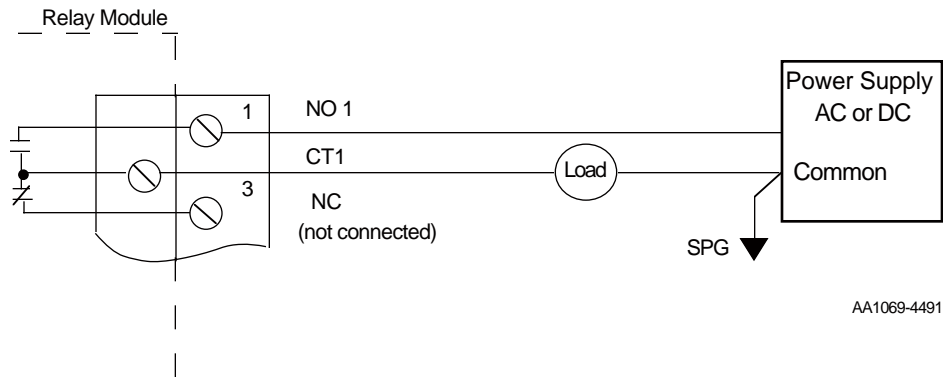 Relay Module
1
NO 1
Power Supply
AC or DC
CT1
Load
Common
3
NC
(not connected)
SPG
AA1069-4491